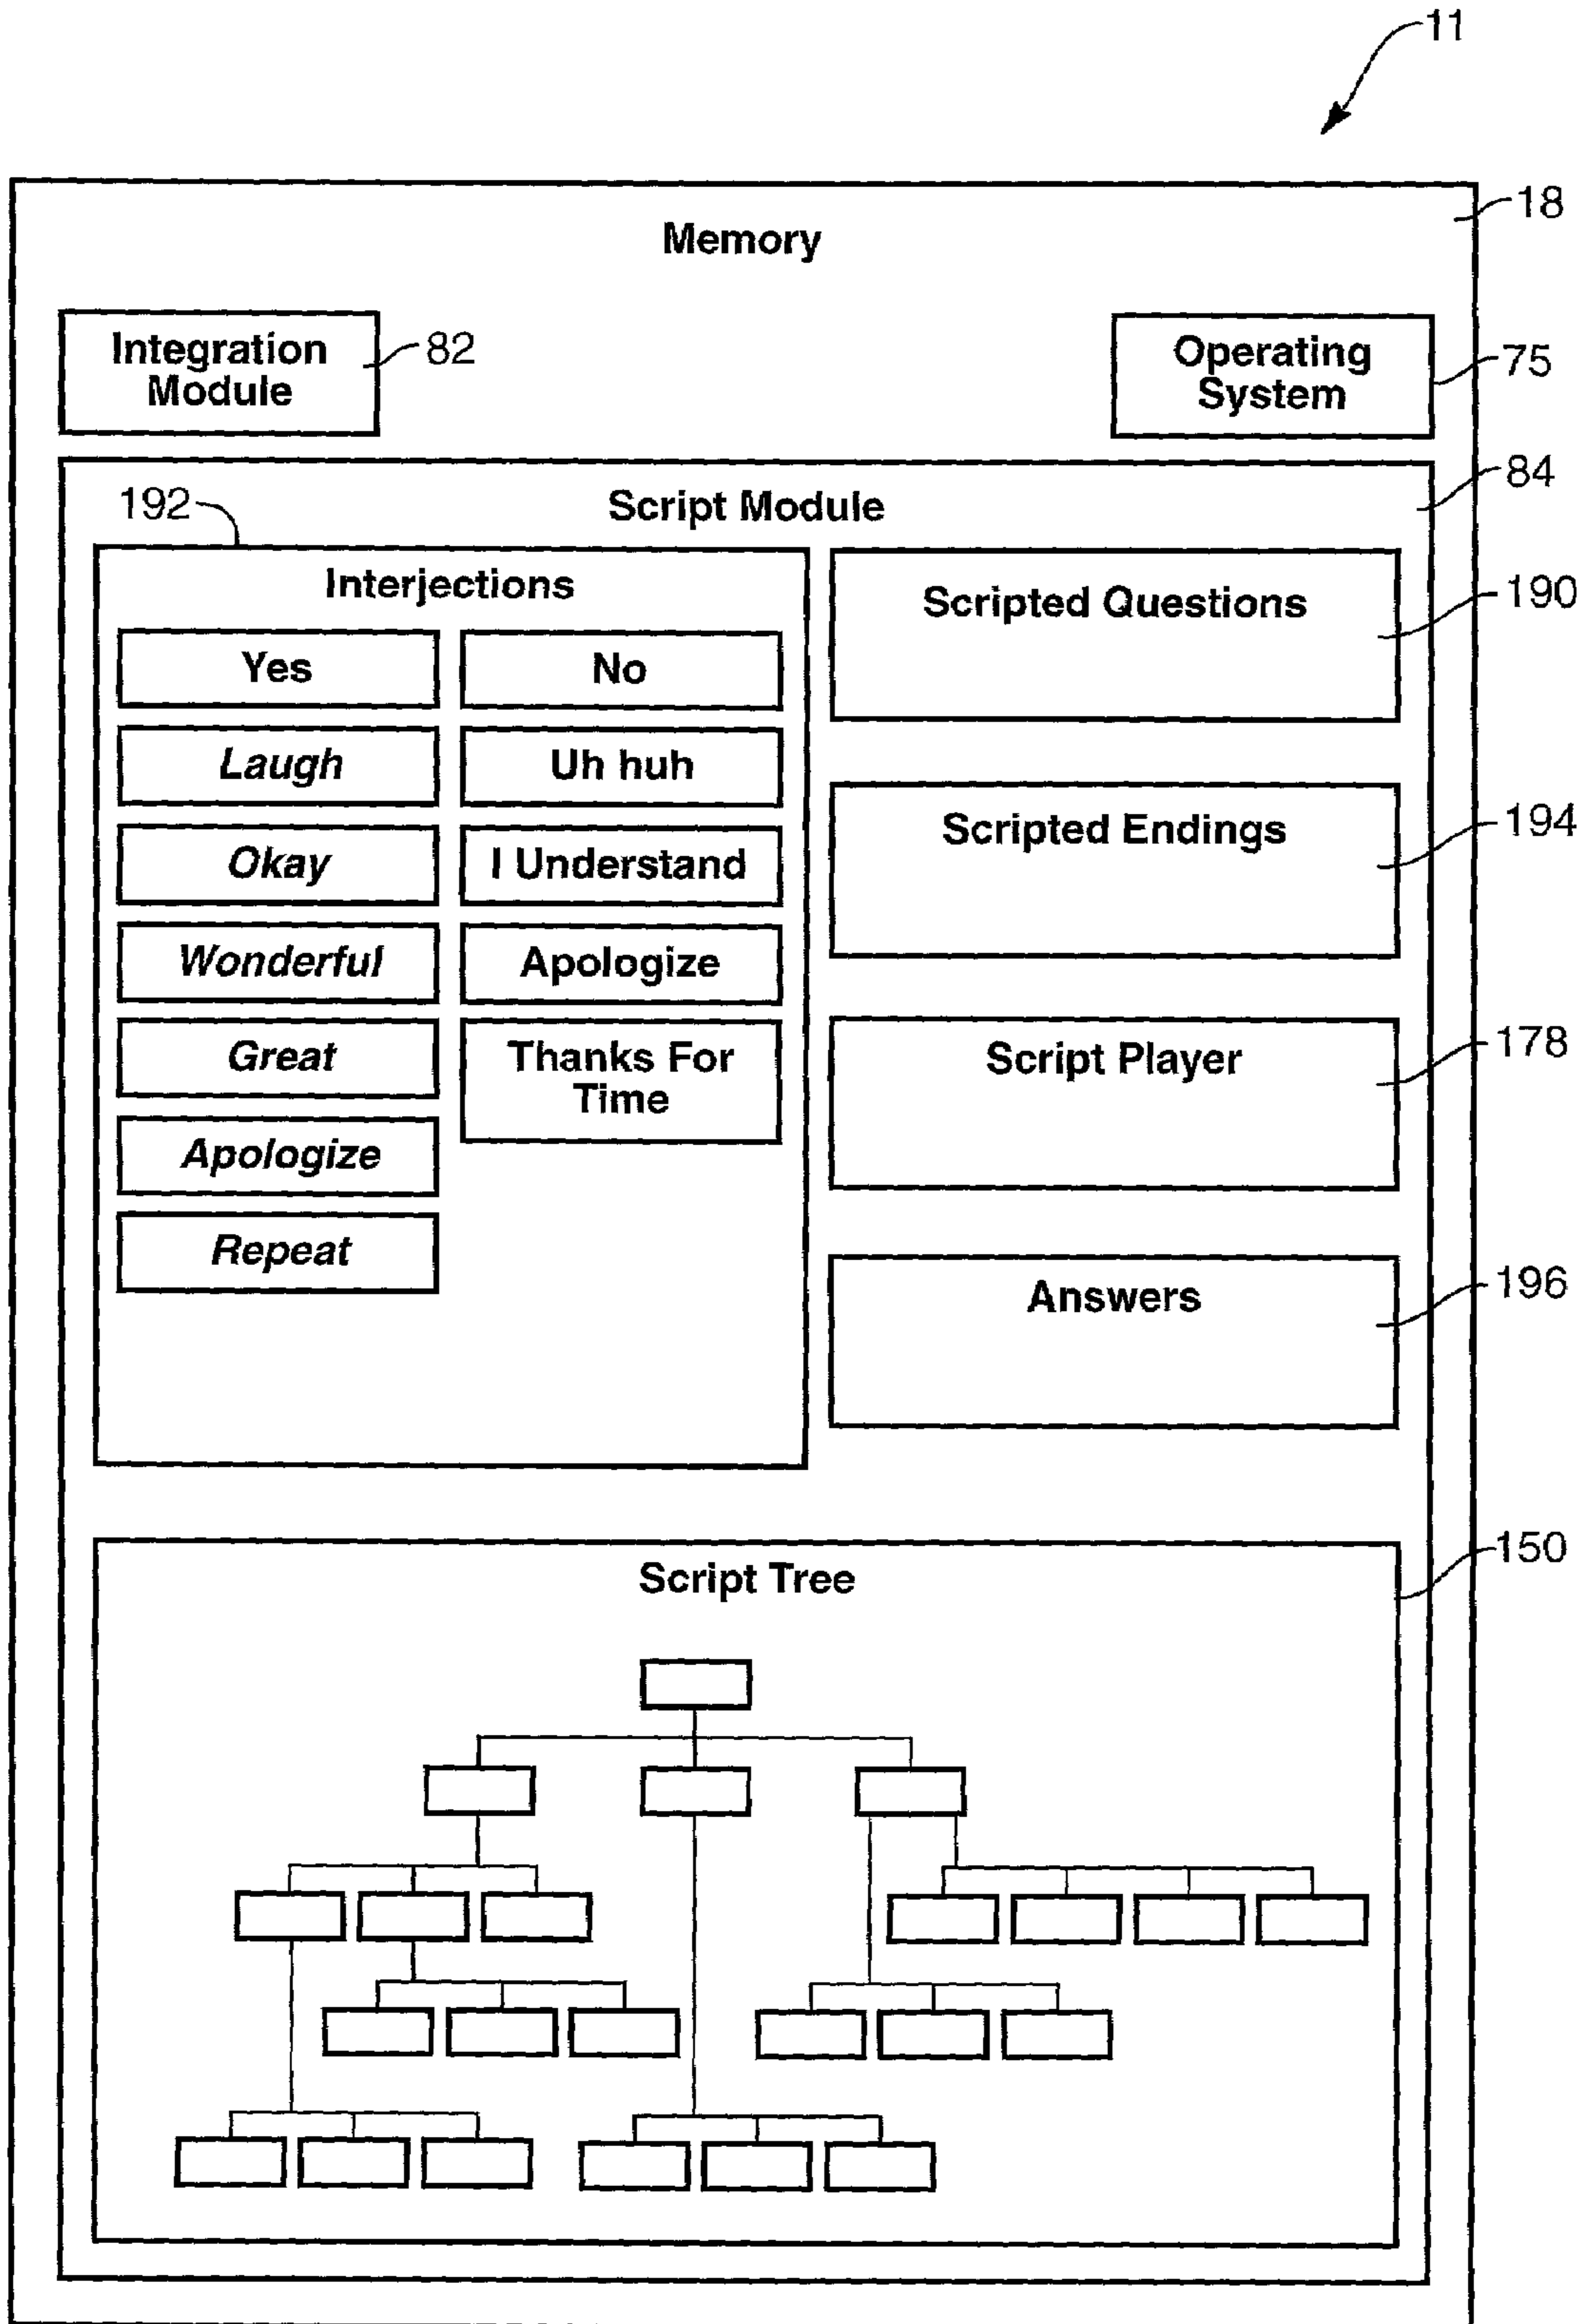 11
18
Memory
Integration
Module
82
Operating
System
75
84
Script Module
192
Interjections
Yes
No
Laugh
Uh huh
Okay
I Understand
Wonderful
Apologize
Great
Thanks For
Time
Apologize
Repeat
Scripted Questions
190
Scripted Endings
194
Script Player
178
Answers
196
150
Script Tree